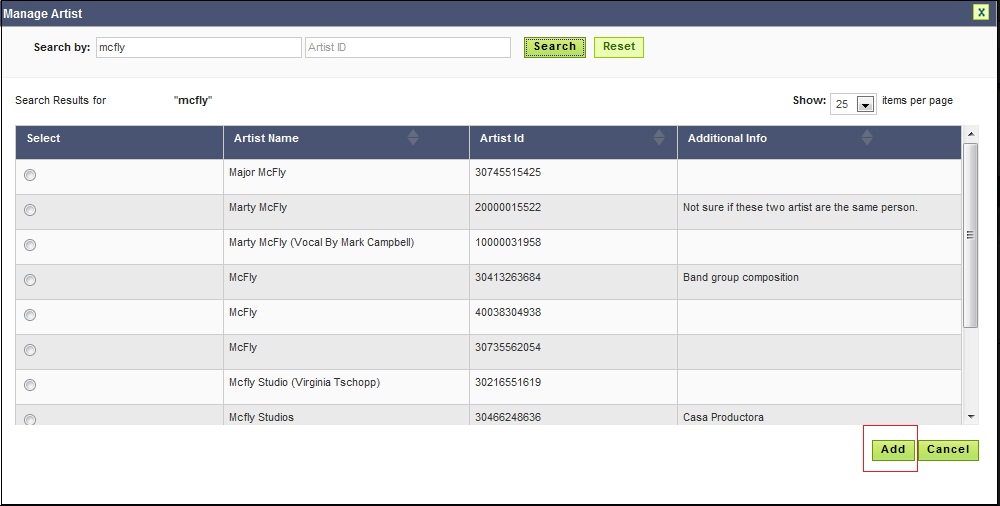 Manage Artist X
Search by: mcfly Artist ID Search Reset
Search Results for "mcfly" Show: 25 items per page
Select Artist Name Artist Id Additional Info
Major McFly 30745515425
Marty McFly 20000015522 Not sure if these two artist are the same person.
Marty McFly (Vocal By Mark Campbell) 10000031958
McFly 30413263684 Band group composition
McFly 40038304938
McFly 30735562054
Mcfly Studio (Virginia Tschopp) 30216551619
Mcfly Studios 30466248636 Casa Productora
Add Cancel